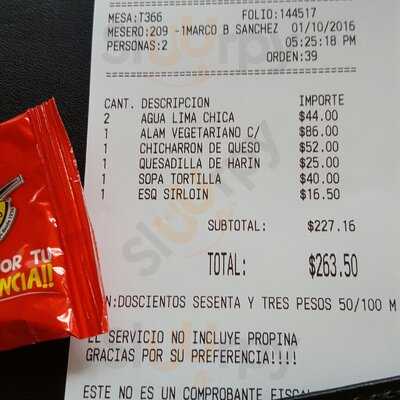 MESA:T366 FOLIO:144517
MESERO:209 -1MARCO B SANCHEZ 01/10/2016
PERSONAS:2 05:25:18 PM
ORDEN:39
CANT. DESCRIPCION IMPORTE
2 AGUA LIMA CHICA $44.00
1 ALAM VEGETARIANO C/ $86.00
1 CHICHARRON DE QUESO $52.00
1 QUESADILLA DE HARIN $25.00
1 SOPA TORTILLA $40.00
1 ESQ SIRLOIN $16.50
SUBTOTAL: $227.16
TOTAL: $263.50
N:DOSCIENTOS SESENTA Y TRES PESOS 50/100 M
EL SERVICIO NO INCLUYE PROPINA
GRACIAS POR SU PREFERENCIA!!!!
ESTE NO ES UN COMPROBANTE FISCAL
OR TU
NCIA!!
sluurpy